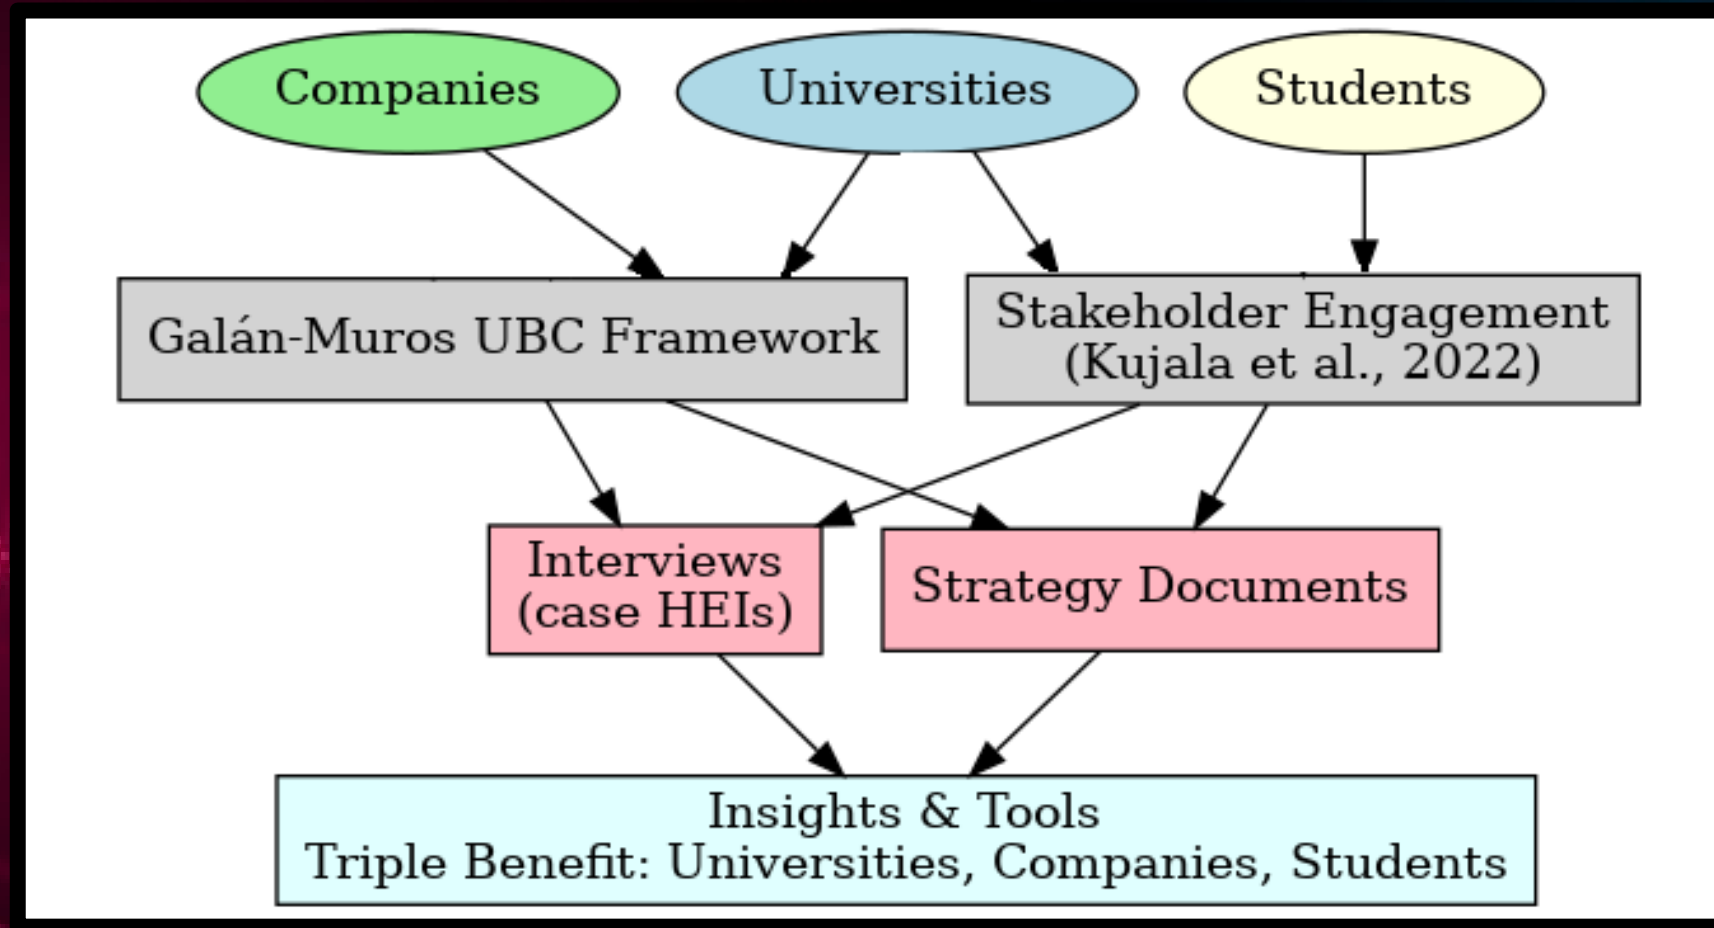 Companies
Universities
Students
Galán-Muros UBC Framework
Stakeholder Engagement
(Kujala et al., 2022)
Interviews
(case HEIs)
Strategy Documents
Insights & Tools
Triple Benefit: Universities, Companies, Students